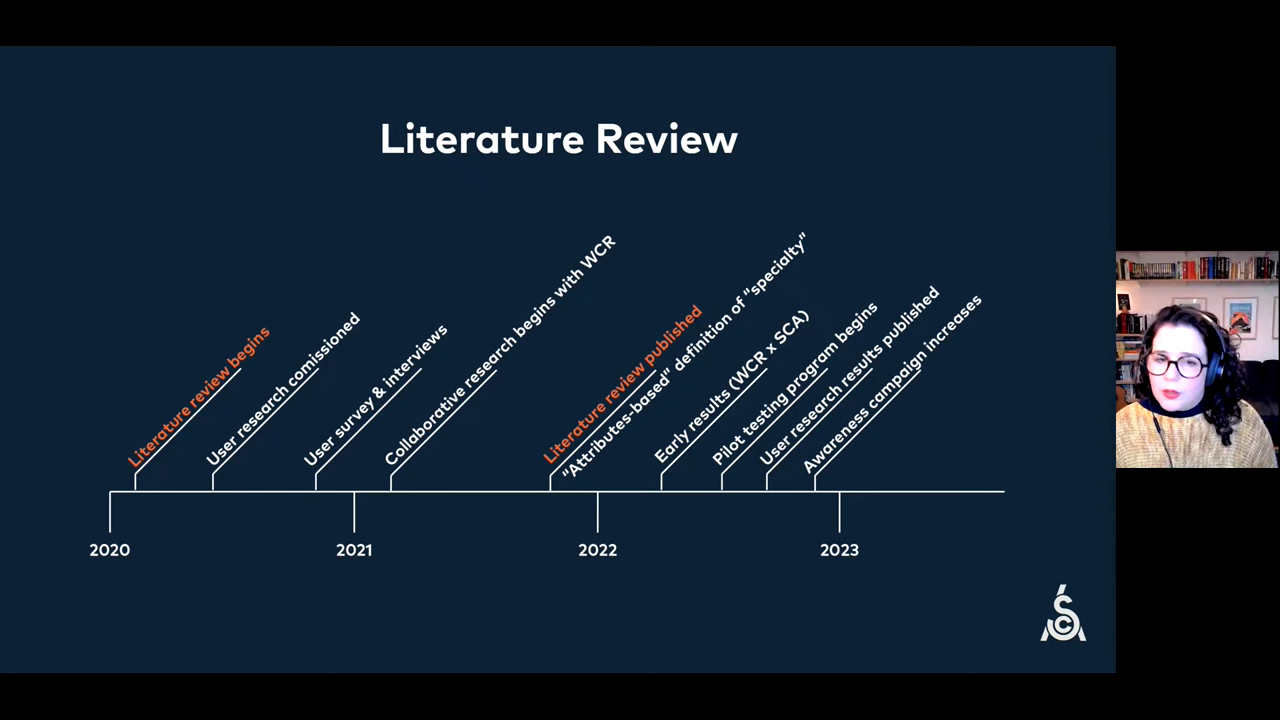 Literature Review
Literature review begins
User research comissioned
User survey & interviews
Collaborative research begins with WCR
Literature review published
“Attributes-based” definition of “specialty”
Early results (WCR x SCA)
Pilot testing program begins
User research results published
Awareness campaign increases
2020
2021
2022
2023
SCA